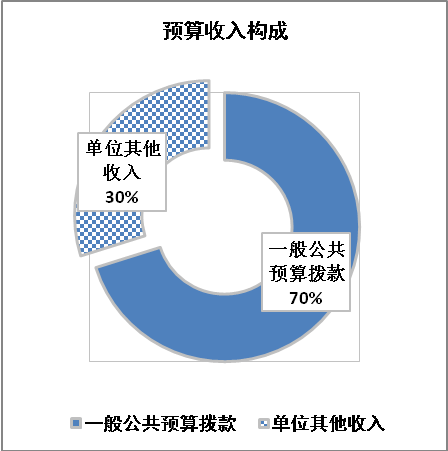 预算收入构成
单位其他
收入
30%
一般公共
预算拨款
70%
一般公共预算拨款 单位其他收入